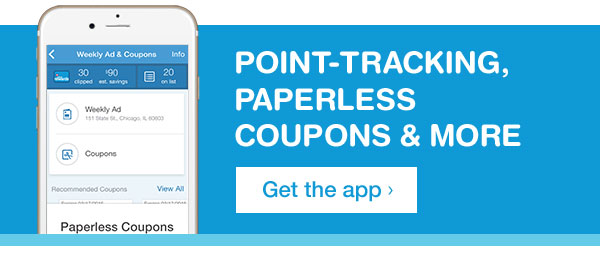 Weekly Ad & Coupons Info
30 $90 20
clipped est. savings on list
Weekly Ad
151 State St., Chicago, IL 60603
Coupons
Recommended Coupons View All
Paperless Coupons
POINT-TRACKING,
PAPERLESS
COUPONS & MORE
Get the app ›